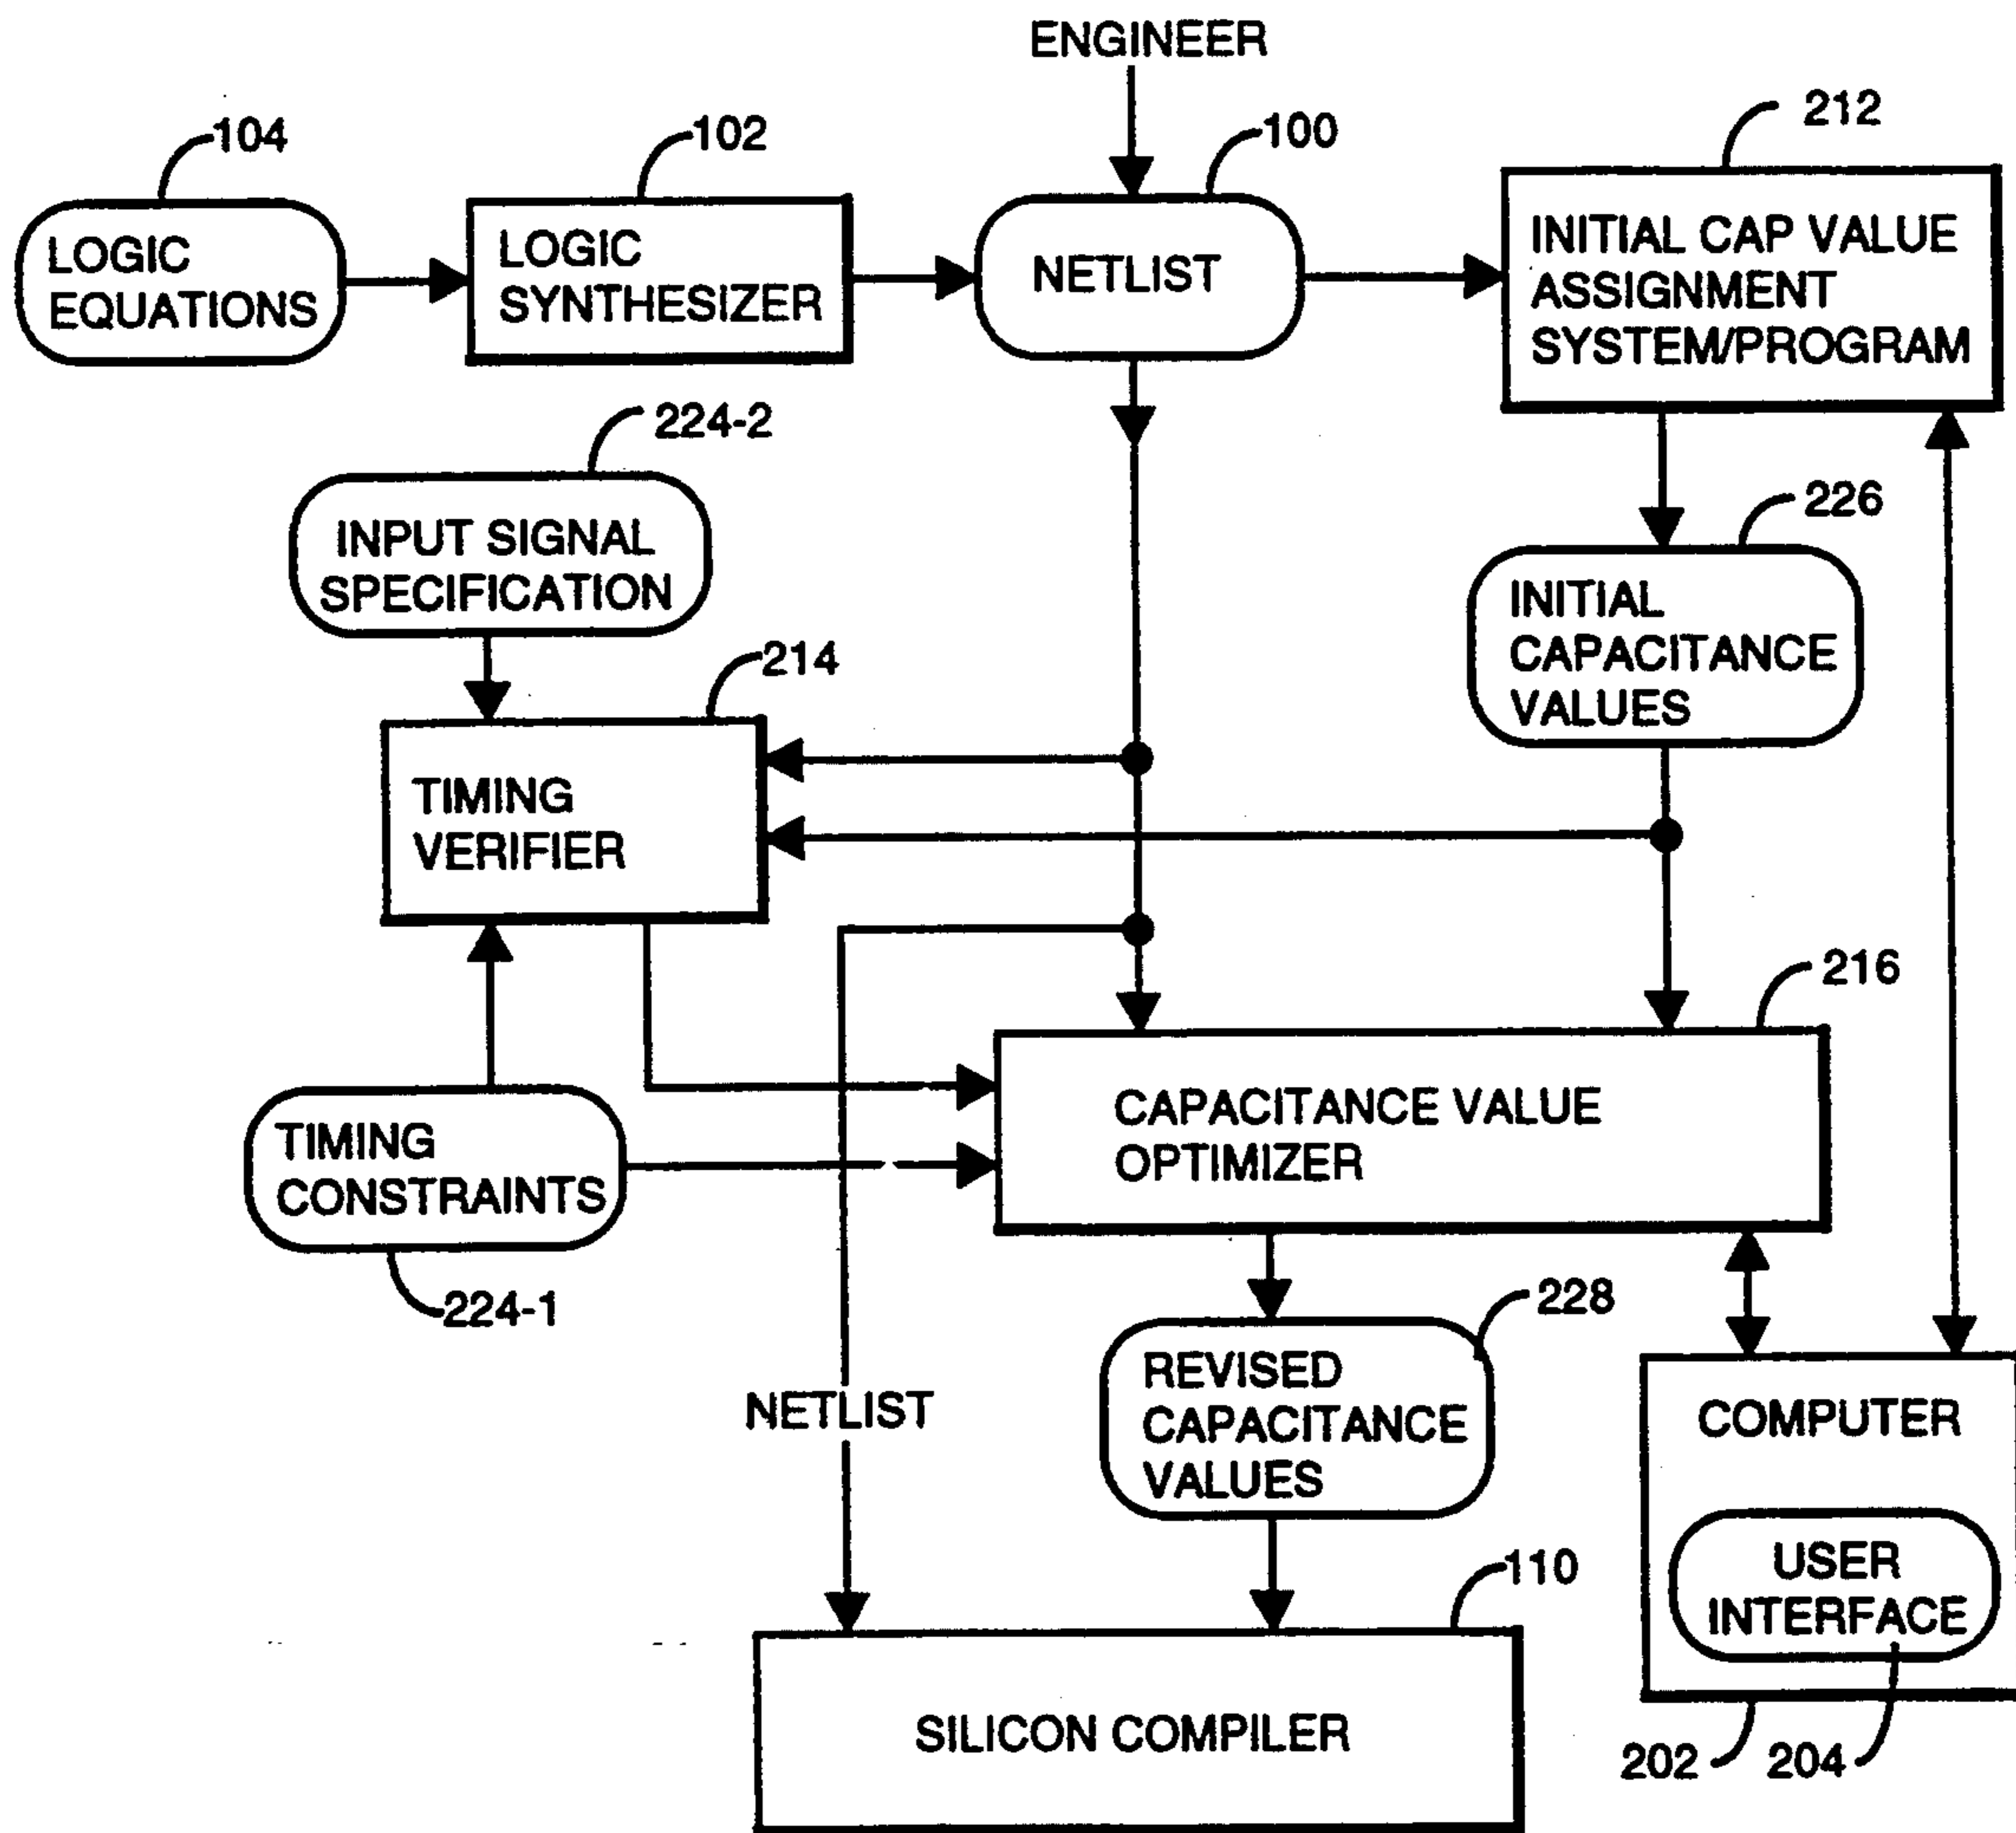 ENGINEER
104
102
100
212
LOGIC
EQUATIONS
LOGIC
SYNTHESIZER
NETLIST
INITIAL CAP VALUE
ASSIGNMENT
SYSTEM/PROGRAM
224-2
INPUT SIGNAL
SPECIFICATION
226
INITIAL
CAPACITANCE
VALUES
214
TIMING
VERIFIER
216
CAPACITANCE VALUE
OPTIMIZER
TIMING
CONSTRAINTS
224-1
228
REVISED
CAPACITANCE
VALUES
NETLIST
COMPUTER
USER
INTERFACE
110
SILICON COMPILER
202
204